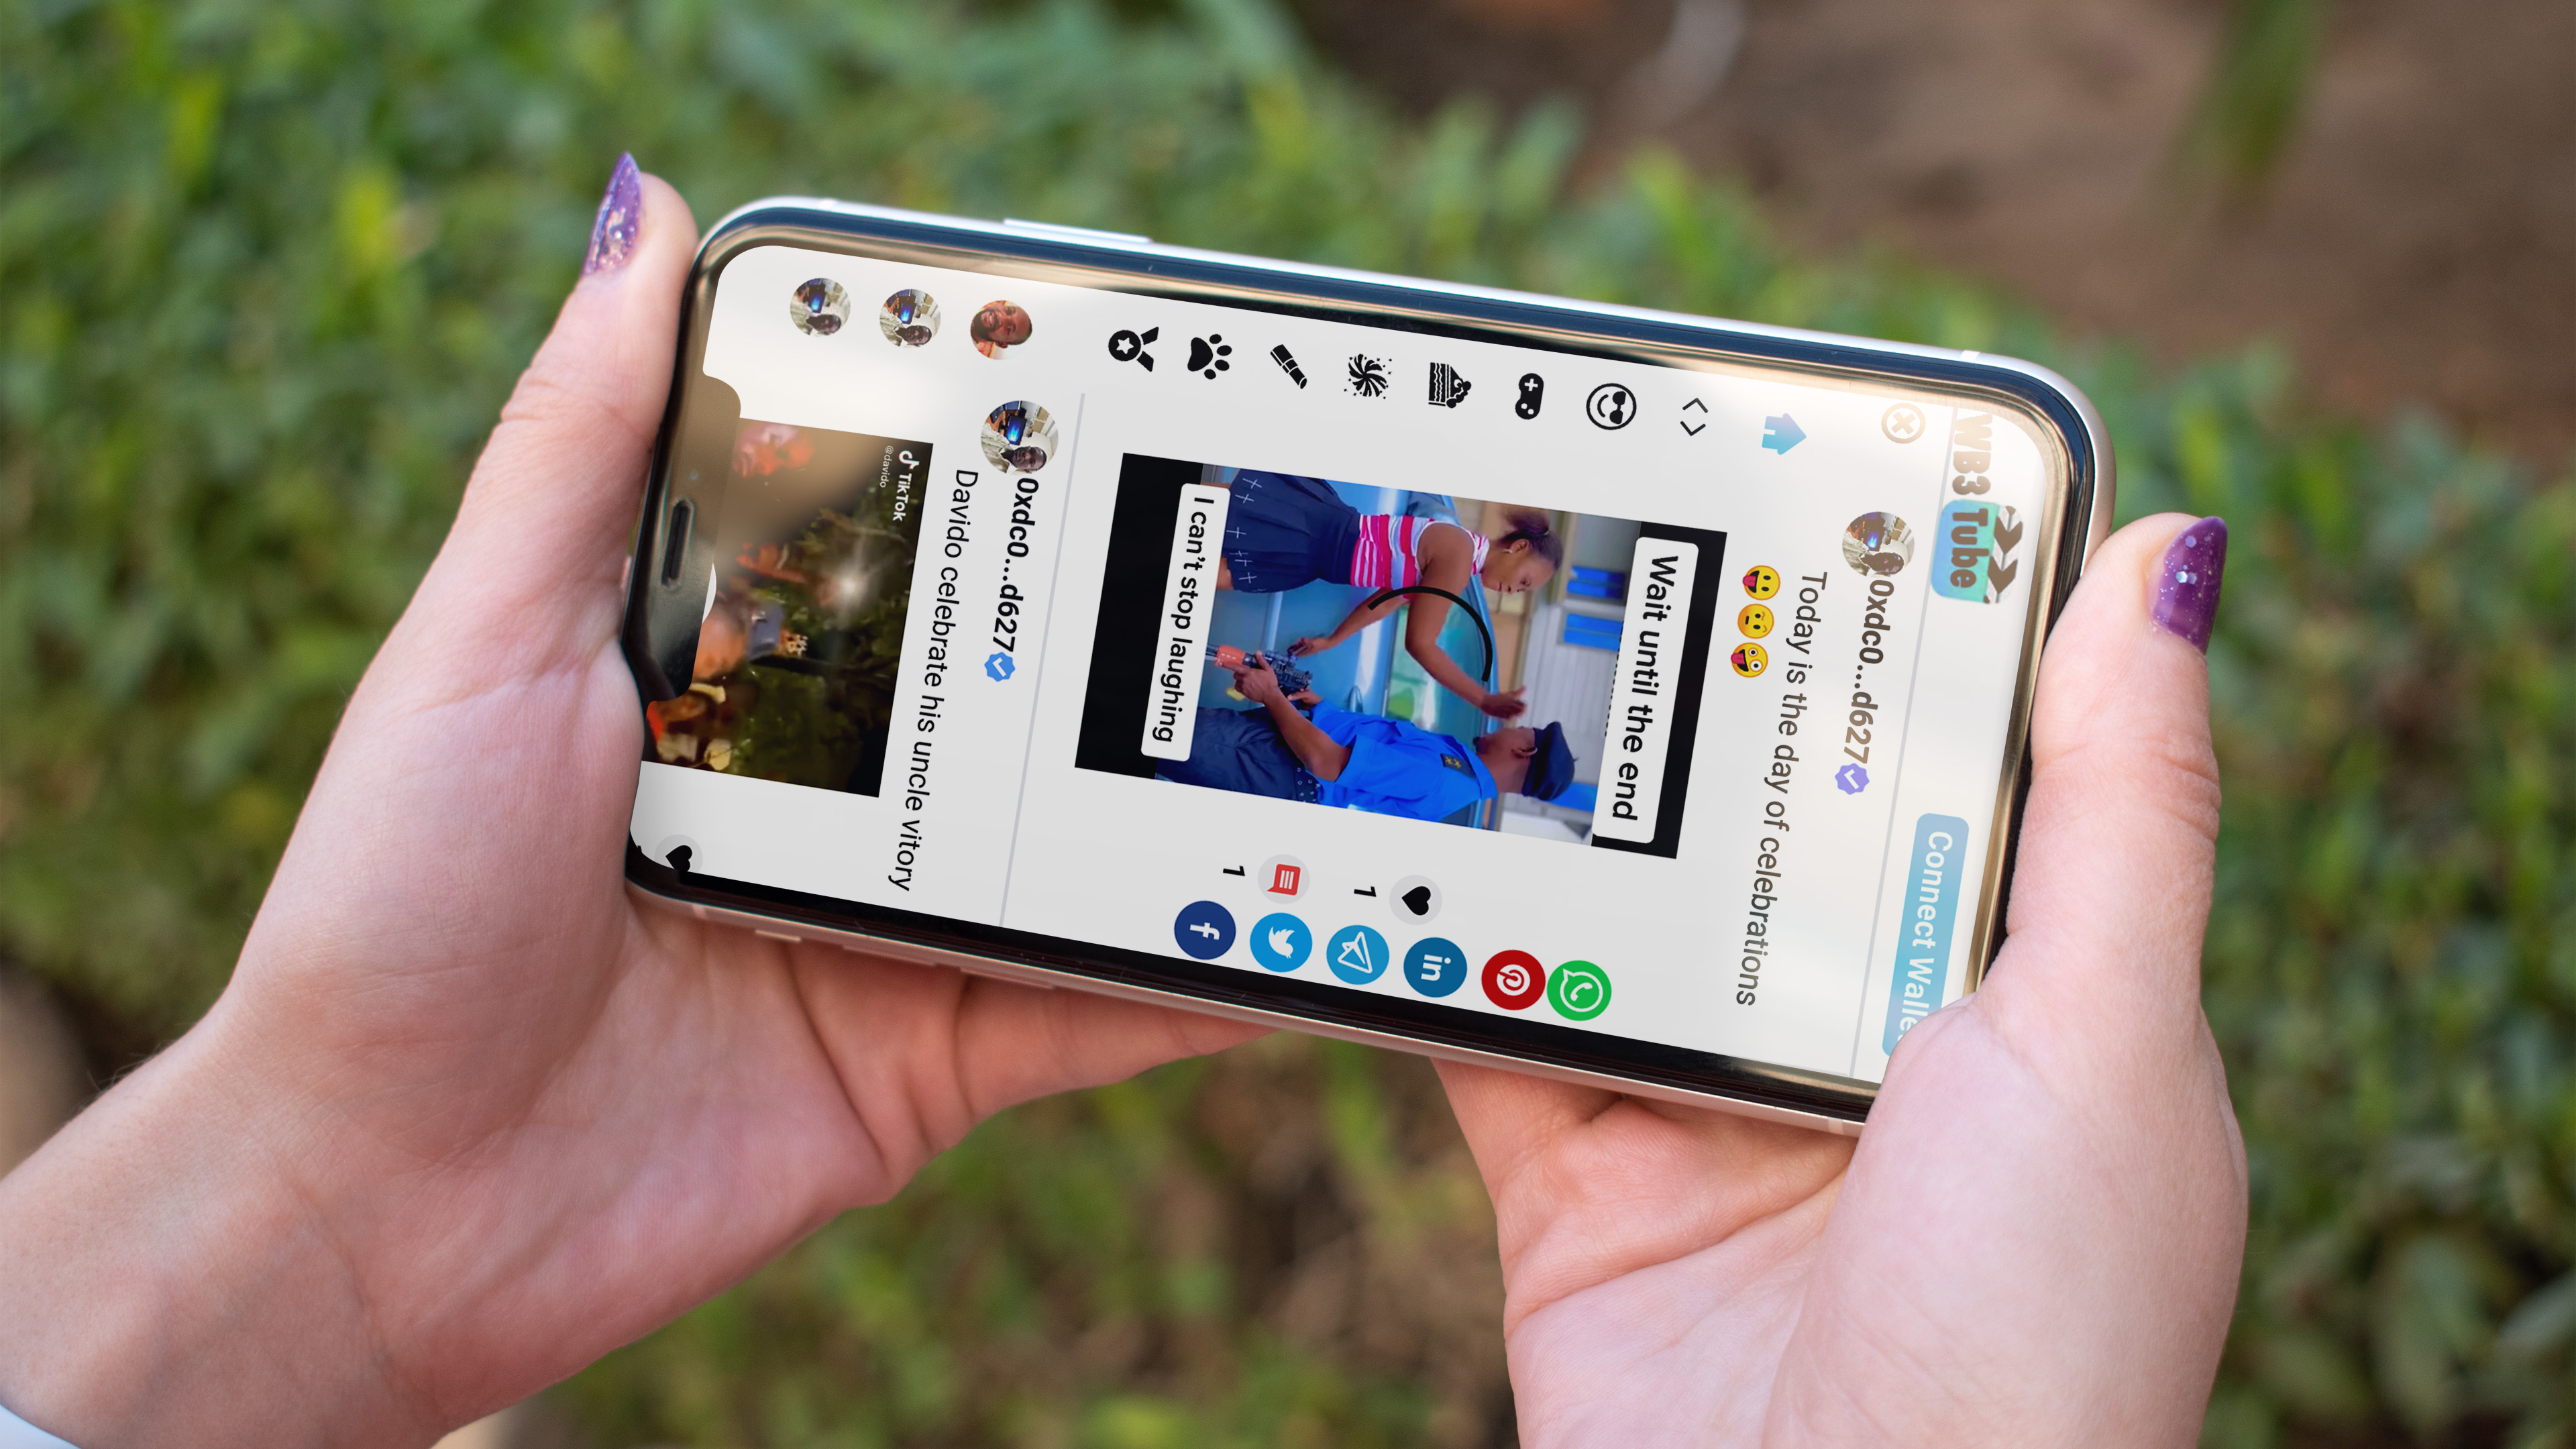 WB3 Tube
Connect Walle
0xdc0...d627
Today is the day of celebrations
😛🥴🤪
Wait until the end
I can't stop laughing
1
1
0xdc0...d627
Davido celebrate his uncle vitory
TikTok
@davido